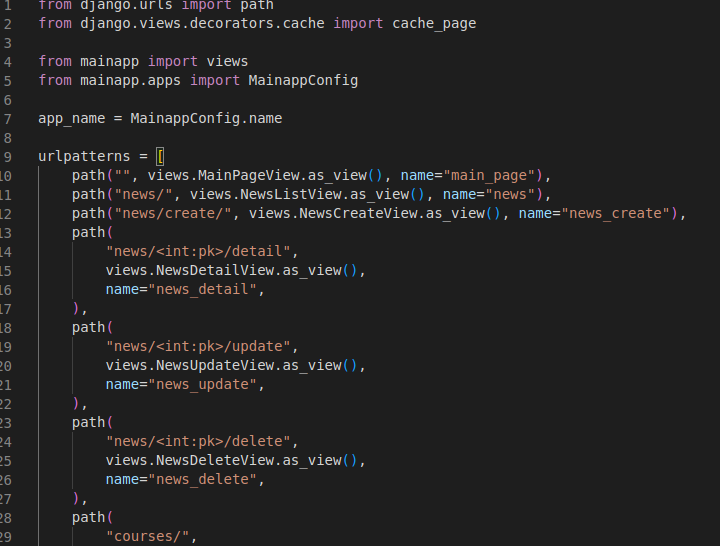 1 from django.urls import path
2 from django.views.decorators.cache import cache_page
3
4 from mainapp import views
5 from mainapp.apps import MainappConfig
6
7 app_name = MainappConfig.name
8
9 urlpatterns = [
10     path("", views.MainPageView.as_view(), name="main_page"),
11     path("news/", views.NewsListView.as_view(), name="news"),
12     path("news/create/", views.NewsCreateView.as_view(), name="news_create"),
13     path(
14         "news/<int:pk>/detail",
15         views.NewsDetailView.as_view(),
16         name="news_detail",
17     ),
18     path(
19         "news/<int:pk>/update",
20         views.NewsUpdateView.as_view(),
21         name="news_update",
22     ),
23     path(
24         "news/<int:pk>/delete",
25         views.NewsDeleteView.as_view(),
26         name="news_delete",
27     ),
28     path(
29         "courses/",